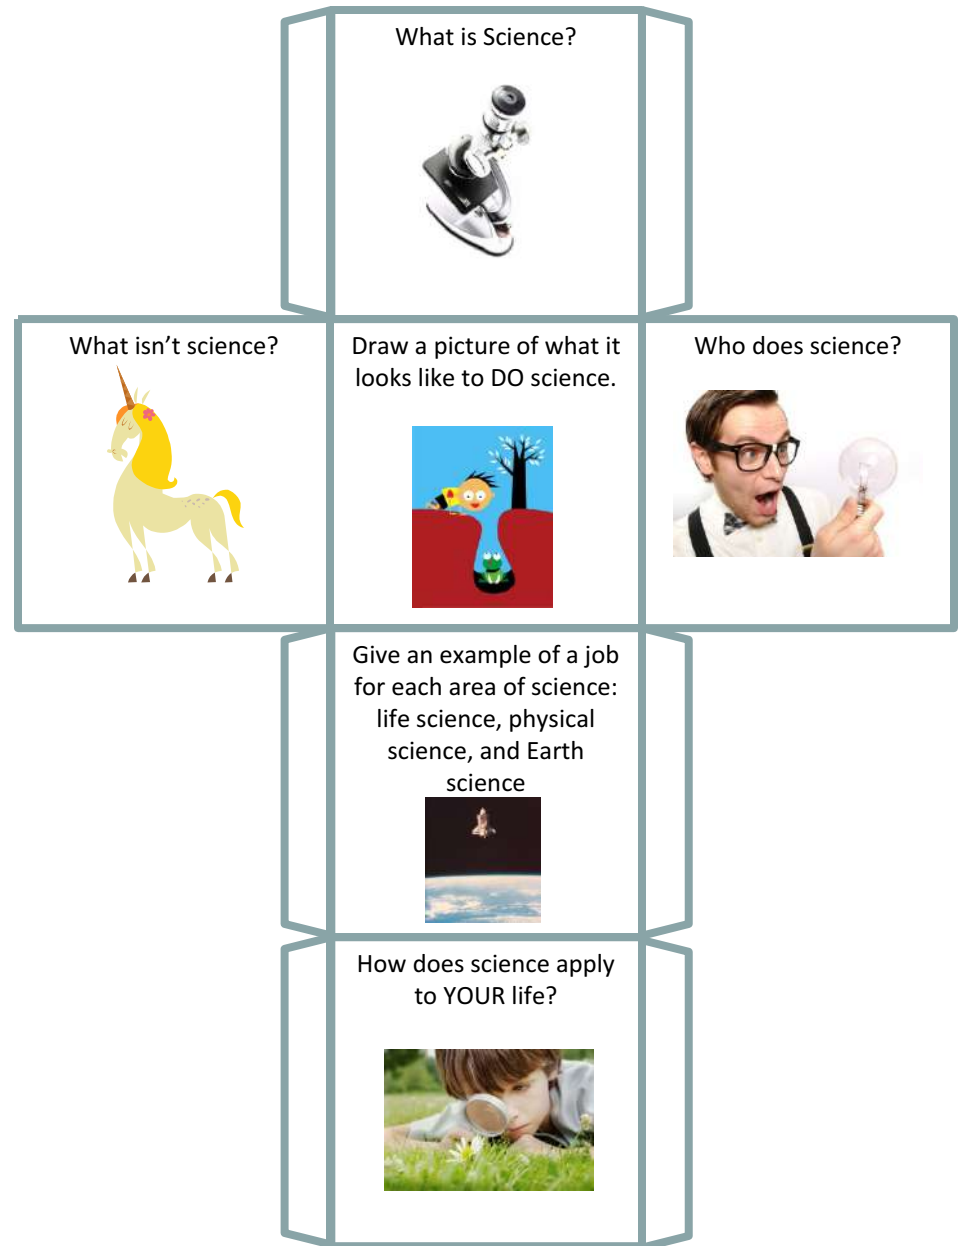 What is Science?
What isn't science?
Draw a picture of what it
looks like to DO science.
Who does science?
Give an example of a job
for each area of science:
life science, physical
science, and Earth
science
How does science apply
to YOUR life?